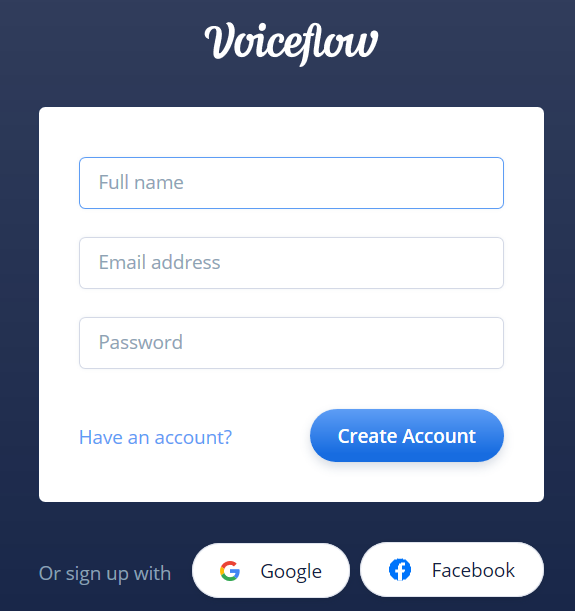 Voiceflow
Full name
Email address
Password
Have an account?
Create Account
Or sign up with
Google
Facebook